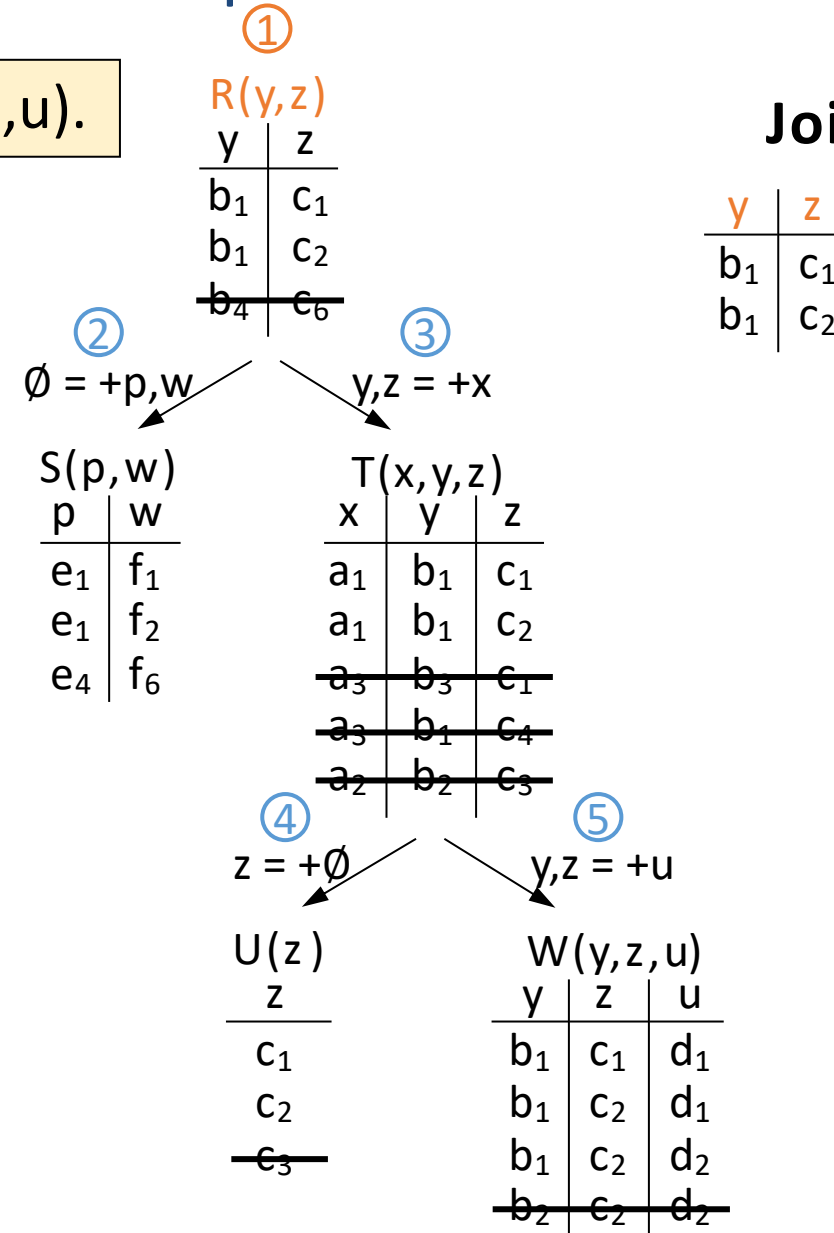 ①
,u).
R(y,z)
Joi
y z
b1 c1
b1 c2
b4 c6
y z
b1 c1
b1 c2
② ③
Ø = +p,w y,z = +x
S(p,w)
p w
e1 f1
e1 f2
e4 f6
T(x,y,z)
x y z
a1 b1 c1
a1 b1 c2
a3 b3 c1
a3 b1 c4
a2 b2 c3
④ ⑤
z = +Ø y,z = +u
U(z)
z
c1
c2
c3
W(y,z,u)
y z u
b1 c1 d1
b1 c2 d1
b1 c2 d2
b2 c2 d2